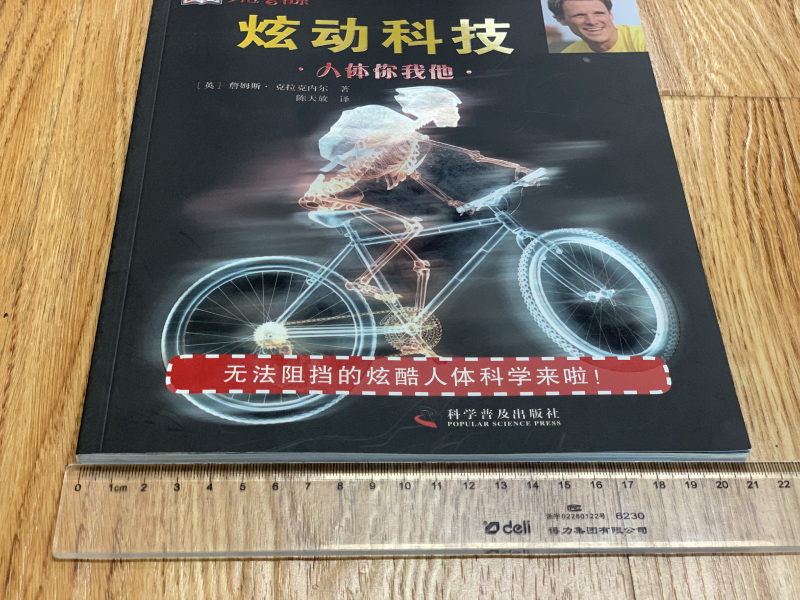 炫动科技
·人体你我他·
[英] 詹姆斯·克拉克内尔 著
陈天放 译
无法阻挡的炫酷人体科学来啦!
科学普及出版社
POPULAR SCIENCE PRESS
0 1cm 2 3 4 5 6 7 8 9 10 11 12 13 14 15 16 17 18 19 20 21 22
deli 6230
得力集团有限公司